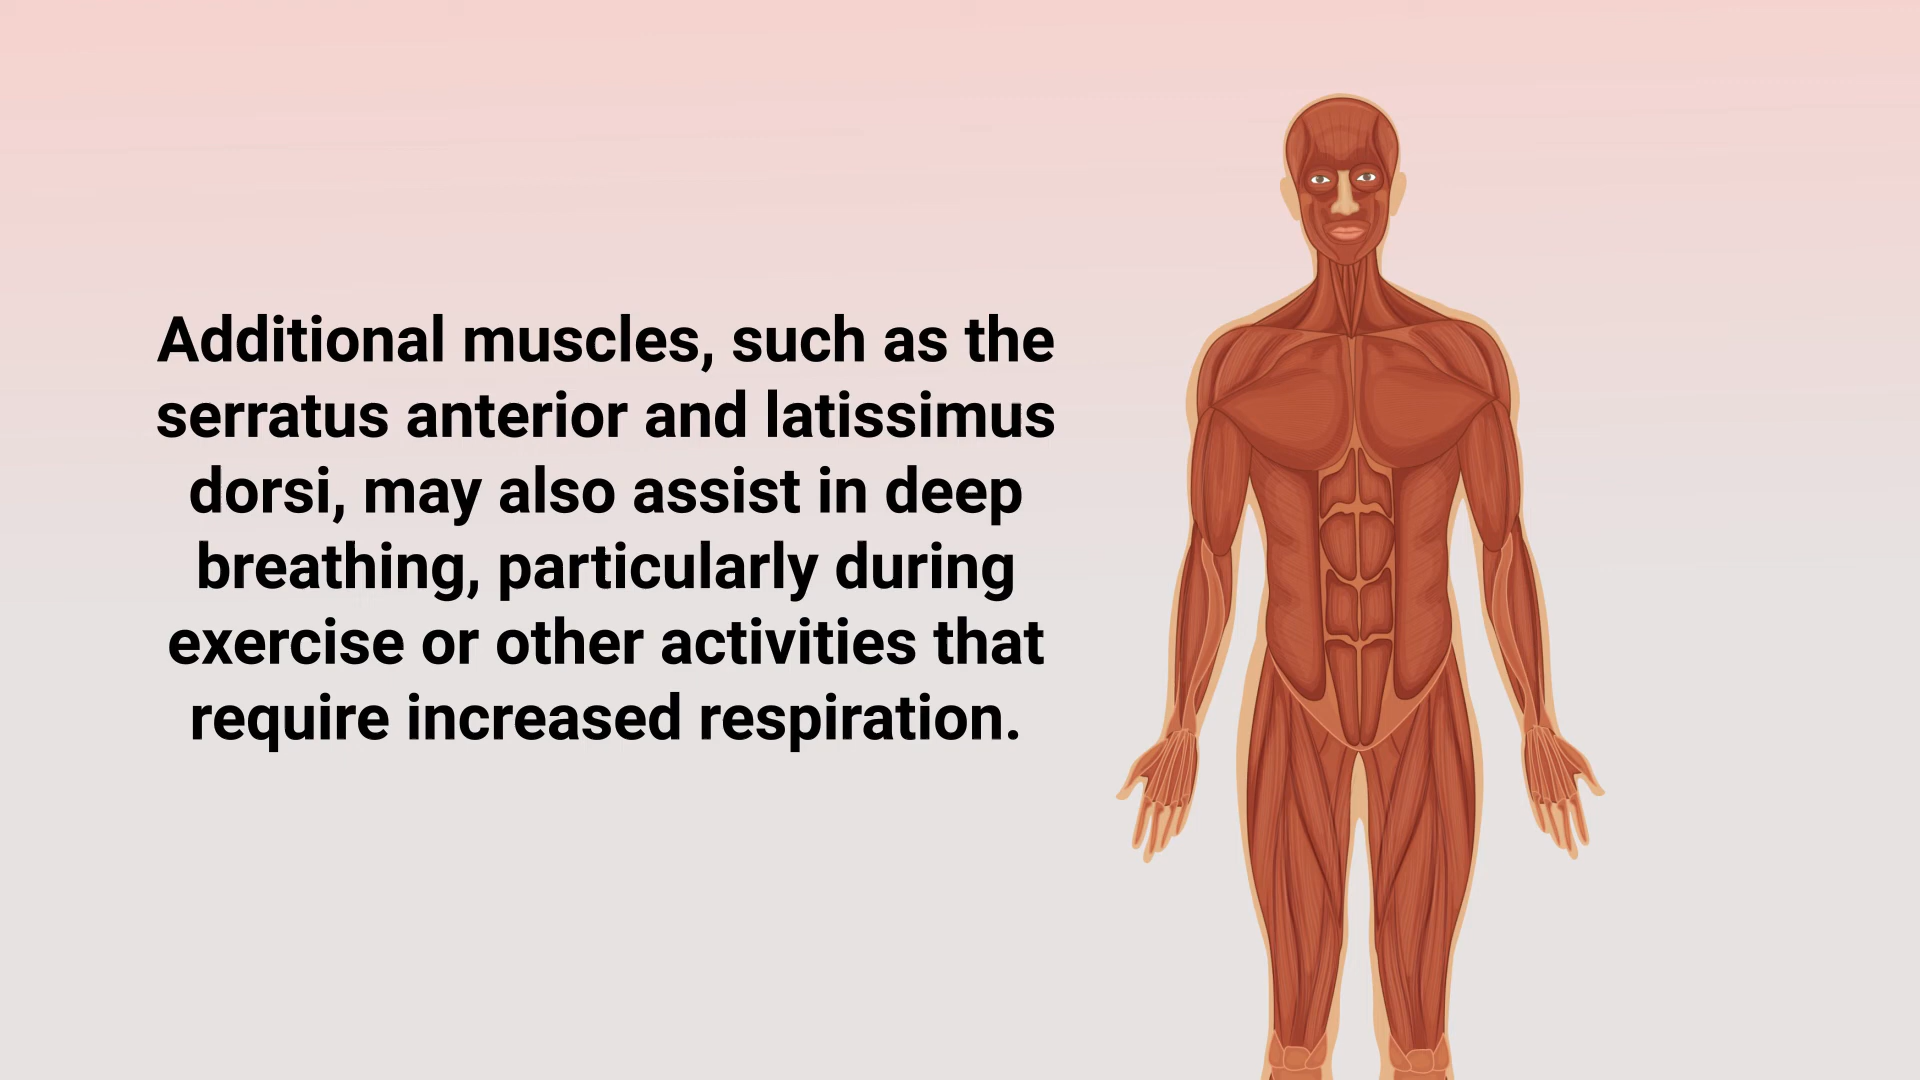 Additional muscles, such as the
serratus anterior and latissimus
dorsi, may also assist in deep
breathing, particularly during
exercise or other activities that
require increased respiration.